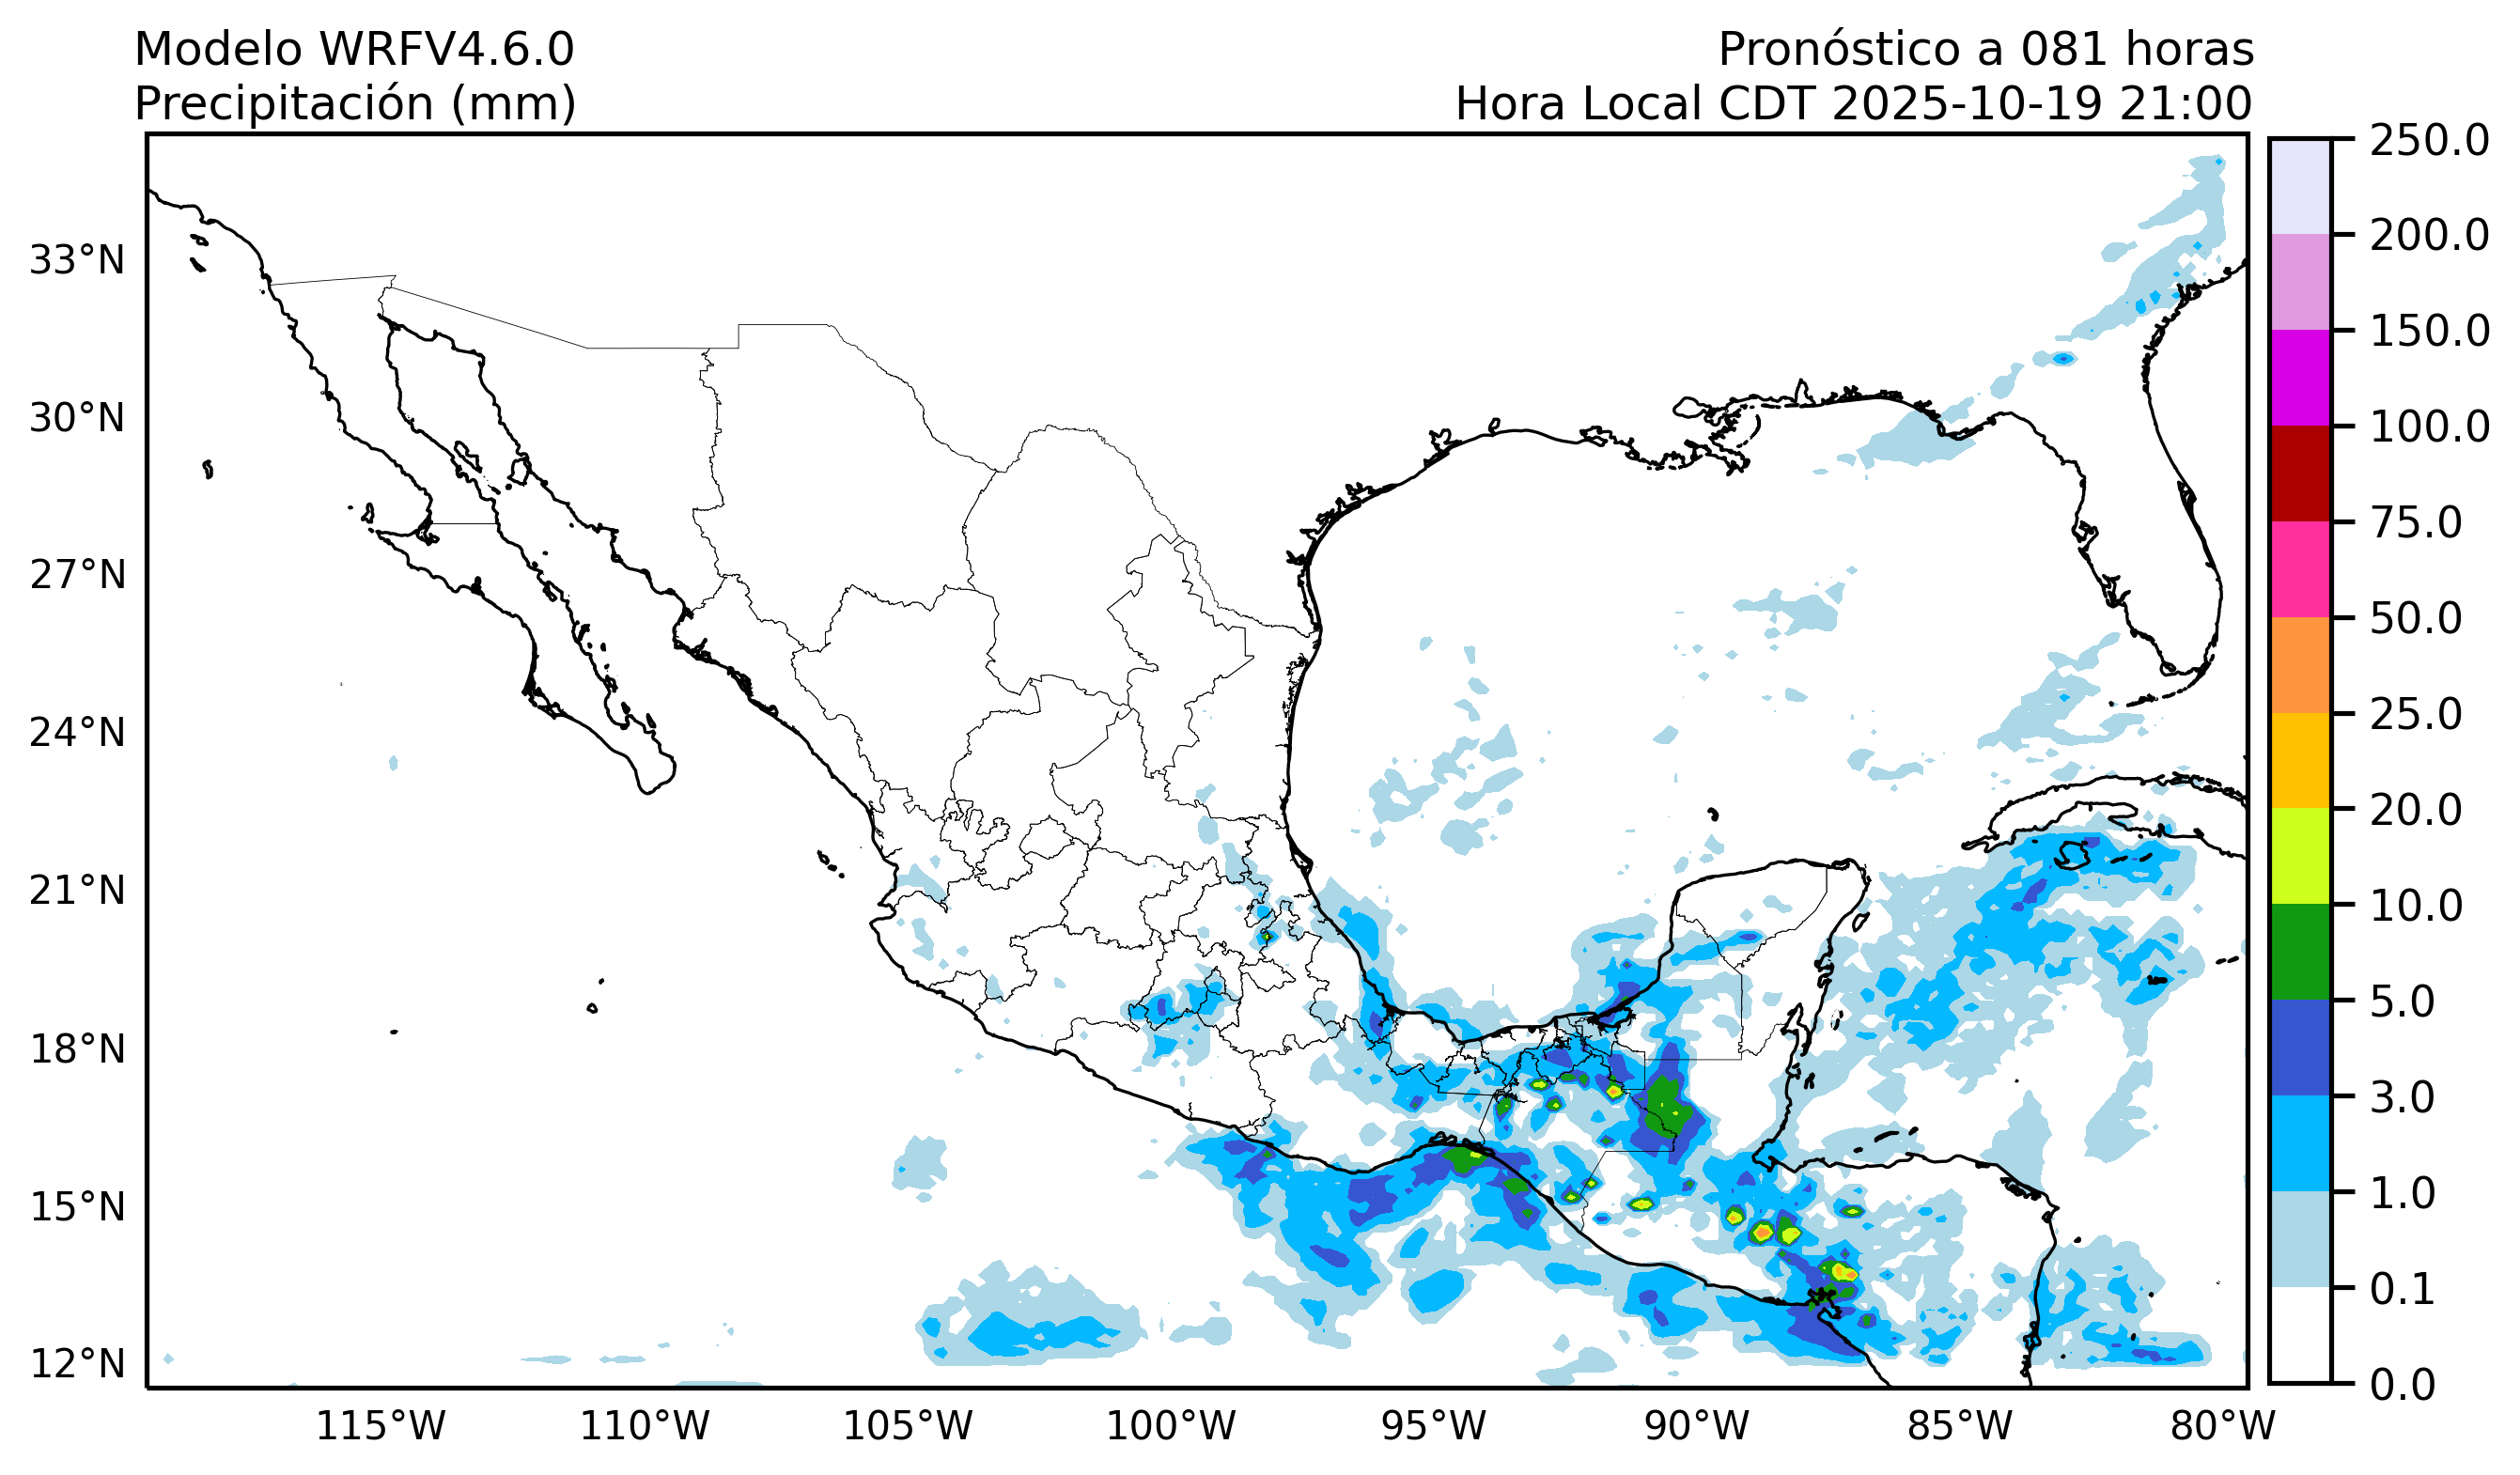 Modelo WRFV4.6.0
Precipitación (mm)
Pronóstico a 081 horas
Hora Local CDT 2025-10-19 21:00
33°N
30°N
27°N
24°N
21°N
18°N
15°N
12°N
115°W
110°W
105°W
100°W
95°W
90°W
85°W
80°W
250.0
200.0
150.0
100.0
75.0
50.0
25.0
20.0
10.0
5.0
3.0
1.0
0.1
0.0